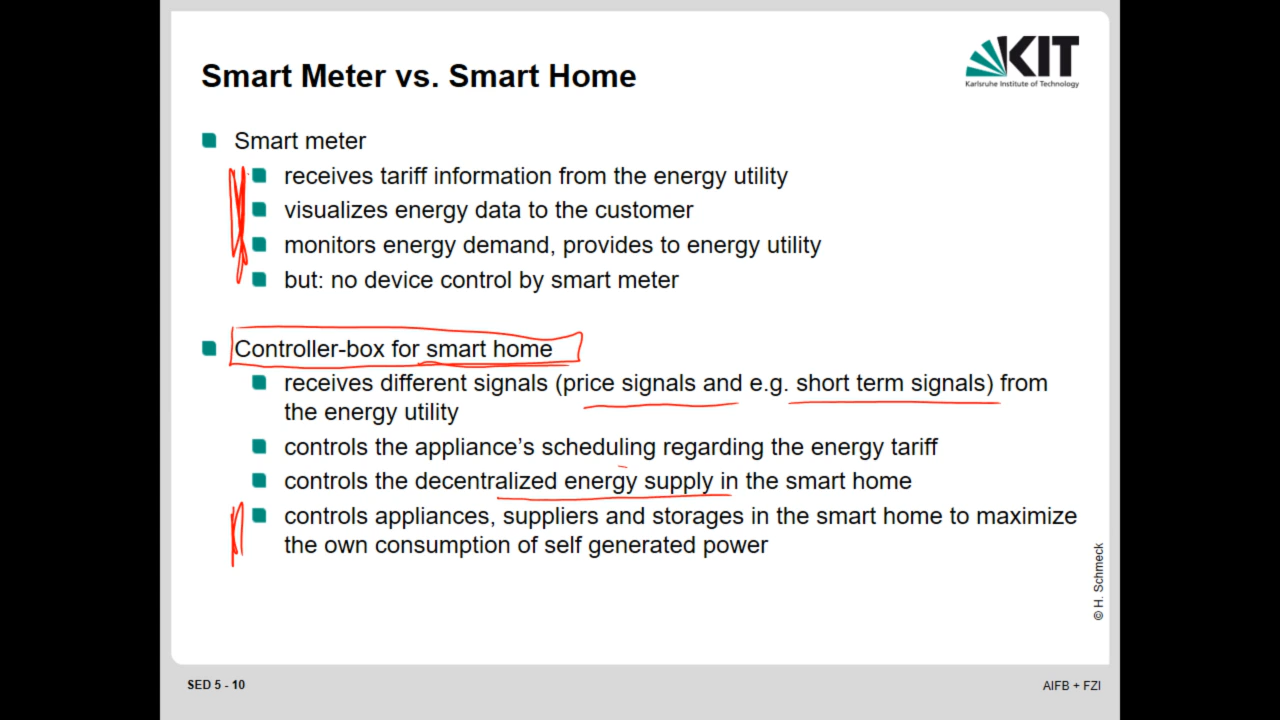 Smart Meter vs. Smart Home
KIT
Karlsruhe Institute of Technology
Smart meter
receives tariff information from the energy utility
visualizes energy data to the customer
monitors energy demand, provides to energy utility
but: no device control by smart meter
Controller-box for smart home
receives different signals (price signals and e.g. short term signals) from
the energy utility
controls the appliance’s scheduling regarding the energy tariff
controls the decentralized energy supply in the smart home
controls appliances, suppliers and storages in the smart home to maximize
the own consumption of self generated power
© H. Schmeck
SED 5 - 10
AIFB + FZI